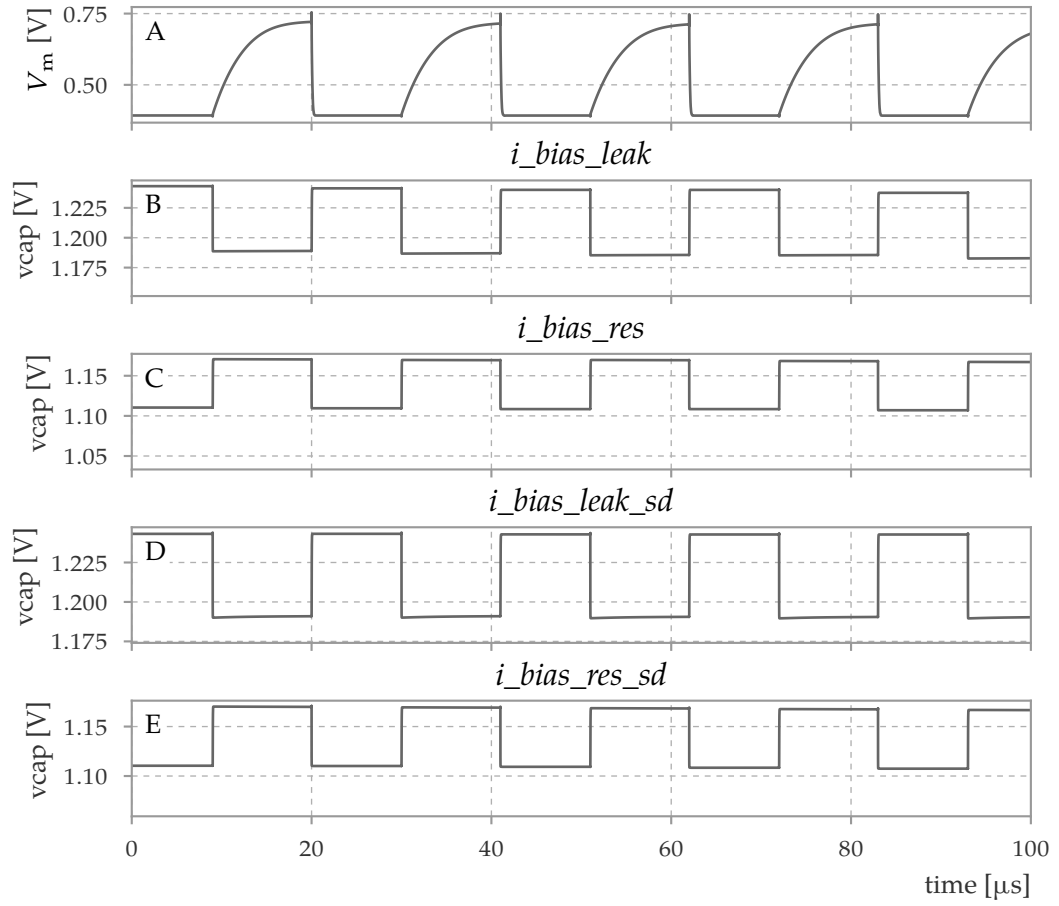 V_m [V]
A
0.75
0.50
i_bias_leak
vcap [V]
B
1.225
1.200
1.175
i_bias_res
vcap [V]
C
1.15
1.10
1.05
i_bias_leak_sd
vcap [V]
D
1.225
1.200
1.175
i_bias_res_sd
vcap [V]
E
1.15
1.10
0 20 40 60 80 100
time [μs]